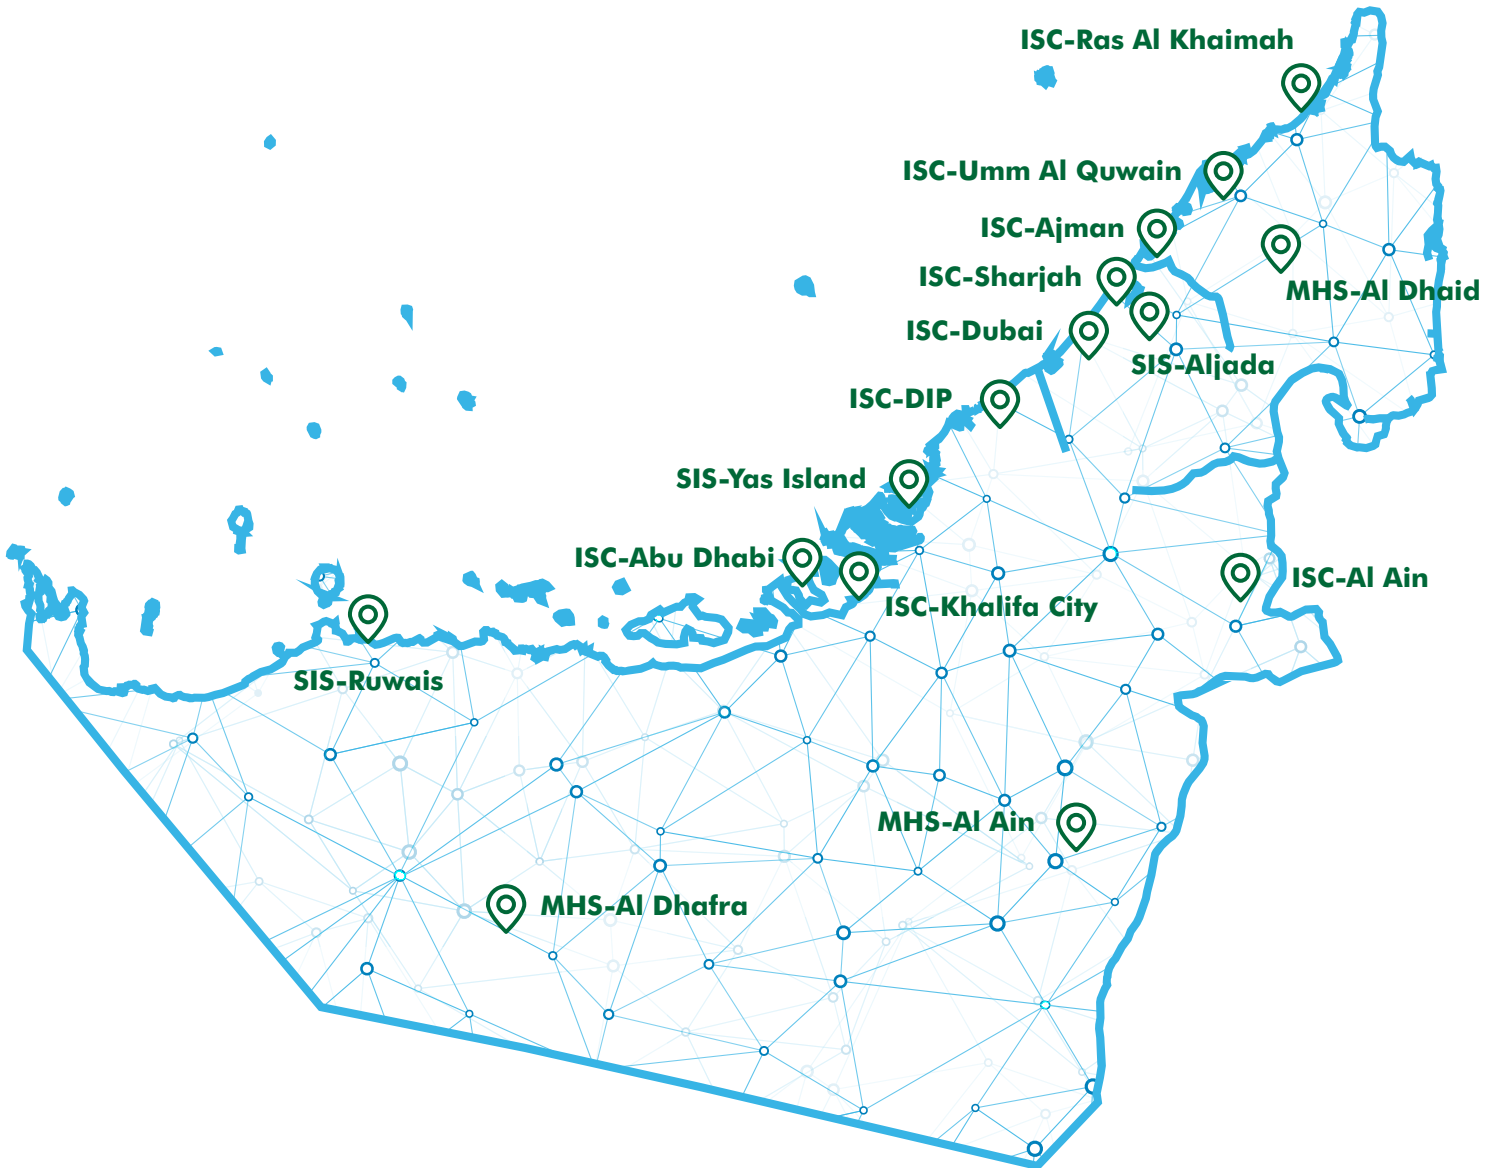 ISC-Ras Al Khaimah
ISC-Umm Al Quwain
ISC-Ajman
ISC-Sharjah
MHS-Al Dhaid
ISC-Dubai
SIS-Aljada
ISC-DIP
SIS-Yas Island
ISC-Abu Dhabi
ISC-Al Ain
ISC-Khalifa City
SIS-Ruwais
MHS-Al Ain
MHS-Al Dhafra